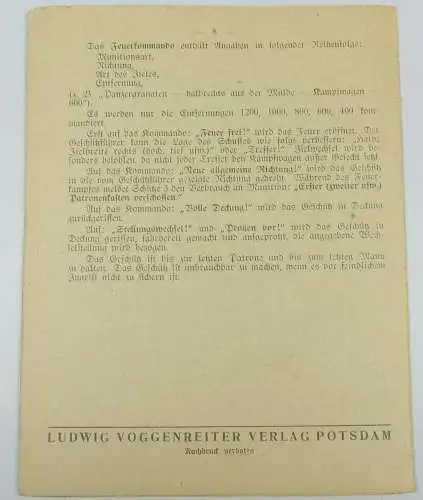 — 8 —
Das Feuerkommando enthält Angaben in folgender Reihenfolge:
Munitionsart,
Richtung,
Art des Zieles,
Entfernung,
(z. B. „Panzergranaten — halbrechts aus der Mulde — Kampfwagen
600“).
Es werden nur die Entfernungen 1200, 1000, 800, 600, 400 kom-
mandiert.
Erst auf das Kommando: „Feuer frei!“ wird das Feuer eröffnet. Der
Geschützführer kann die Lage des Schusses wie folgt verbessern: „Halbe
Zielbreite rechts (hoch, tief usw.)“ oder „Treffer!“ Zielwechsel wird be-
sonders befohlen, da nicht jeder Treffer den Kampfwagen außer Gefecht setzt.
Auf das Kommando: „Neue allgemeine Richtung!“ wird das Geschütz
in die vom Geschützführer gezeigte Richtung gedreht. Während des Feuer-
kampfes meldet Schütze 3 den Verbrauch an Munition: „Erster (zweiter usw.)
Patronenkasten verschossen.“
Auf das Kommando: „Volle Deckung!“ wird das Geschütz in Deckung
zurückgerissen.
Auf: „Stellungswechsel!“ und „Protzen vor!“ wird das Geschütz in
Deckung gerissen, fahrbereit gemacht und aufgeprotzt, die angegebene Wech-
selstellung wird bezogen.
Das Geschütz ist bis zur letzten Patrone und bis zum letzten Mann
zu halten. Das Geschütz ist unbrauchbar zu machen, wenn es vor feindlichem
Zugriff nicht zu sichern ist.
LUDWIG VOGGENREITER VERLAG POTSDAM
Nachdruck verboten